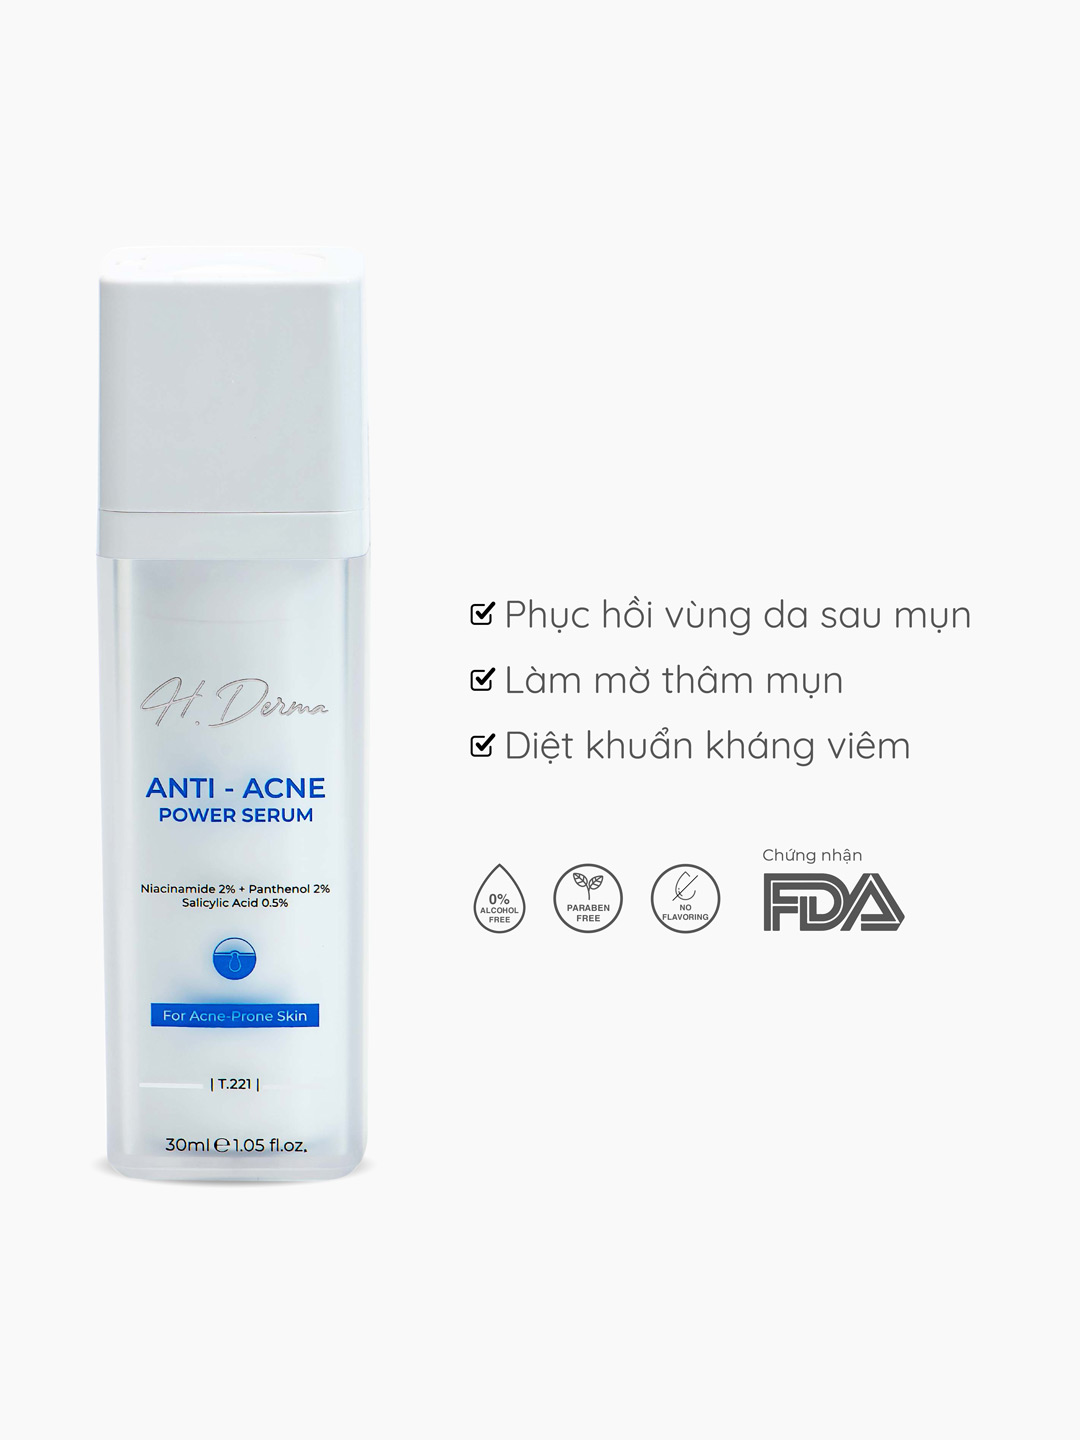 H. Derma
ANTI - ACNE
POWER SERUM
Niacinamide 2% + Panthenol 2%
Salicylic Acid 0.5%
For Acne-Prone Skin
| T.221 |
30ml ℮ 1.05 fl.oz.
Phục hồi vùng da sau mụn
Làm mờ thâm mụn
Diệt khuẩn kháng viêm
0%
ALCOHOL
FREE
PARABEN
FREE
NO
FLAVORING
Chứng nhận
FDA